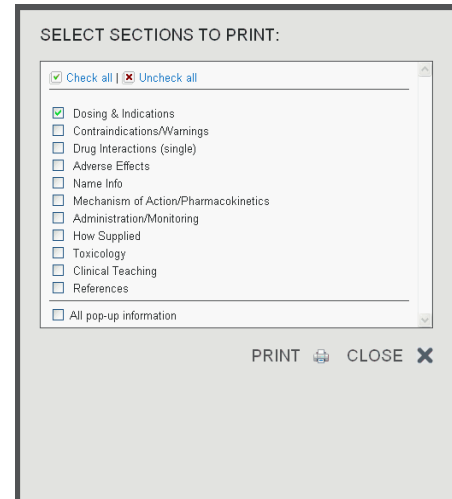 SELECT SECTIONS TO PRINT:
Check all | Uncheck all
Dosing & Indications
Contraindications/Warnings
Drug Interactions (single)
Adverse Effects
Name Info
Mechanism of Action/Pharmacokinetics
Administration/Monitoring
How Supplied
Toxicology
Clinical Teaching
References
All pop-up information
PRINT CLOSE